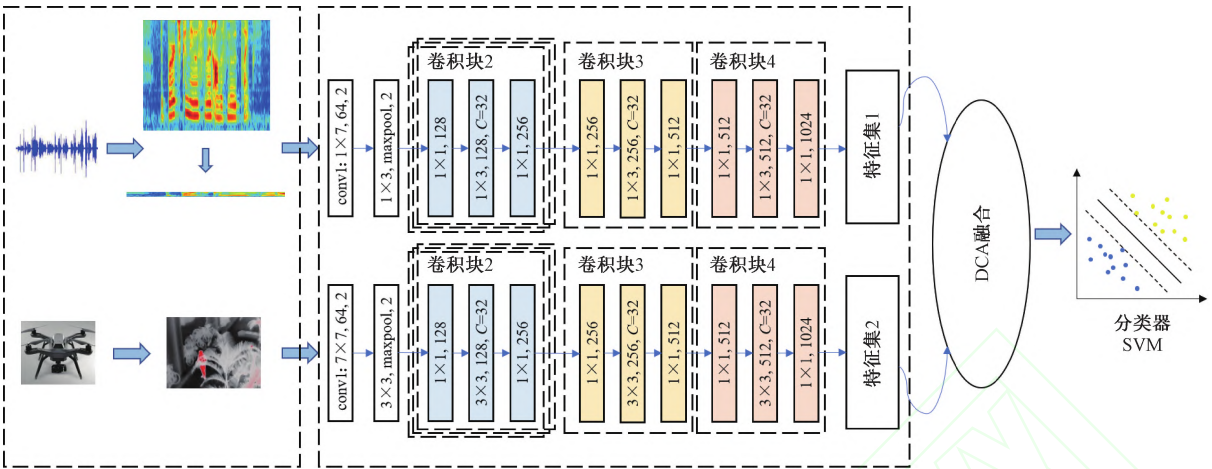 卷积块2
卷积块3
卷积块4
conv1: 1×7, 64, 2
1×3, maxpool, 2
1×1, 128
1×3, 128, C=32
1×1, 256
1×1, 256
1×3, 256, C=32
1×1, 512
1×1, 512
1×3, 512, C=32
1×1, 1024
特征集1
卷积块2
卷积块3
卷积块4
conv1: 7×7, 64, 2
3×3, maxpool, 2
1×1, 128
3×3, 128, C=32
1×1, 256
1×1, 256
3×3, 256, C=32
1×1, 512
1×1, 512
3×3, 512, C=32
1×1, 1024
特征集2
DCA融合
分类器
SVM